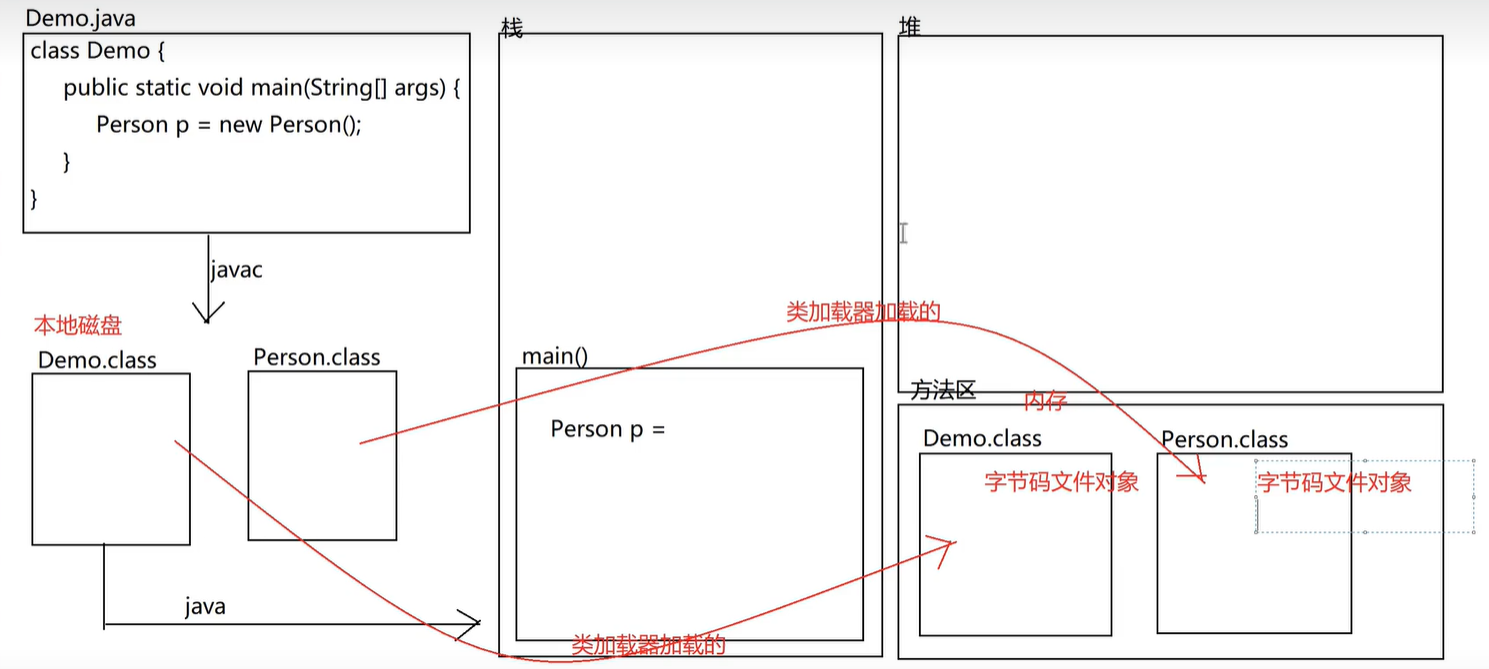 Demo.java
class Demo {
public static void main(String[] args) {
Person p = new Person();
}
}
javac
本地磁盘
Demo.class
Person.class
java
栈
main()
Person p =
类加载器加载的
类加载器加载的
堆
方法区
内存
Demo.class
字节码文件对象
Person.class
字节码文件对象